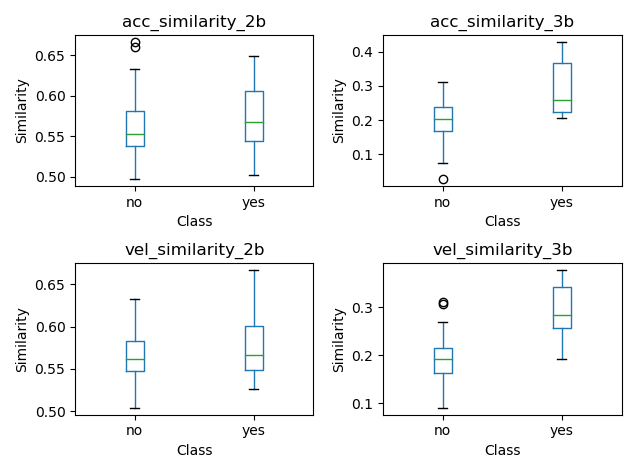 acc_similarity_2b
Similarity
0.65
0.60
0.55
0.50
no yes
Class
acc_similarity_3b
Similarity
0.4
0.3
0.2
0.1
no yes
Class
vel_similarity_2b
Similarity
0.65
0.60
0.55
0.50
no yes
Class
vel_similarity_3b
Similarity
0.3
0.2
0.1
no yes
Class